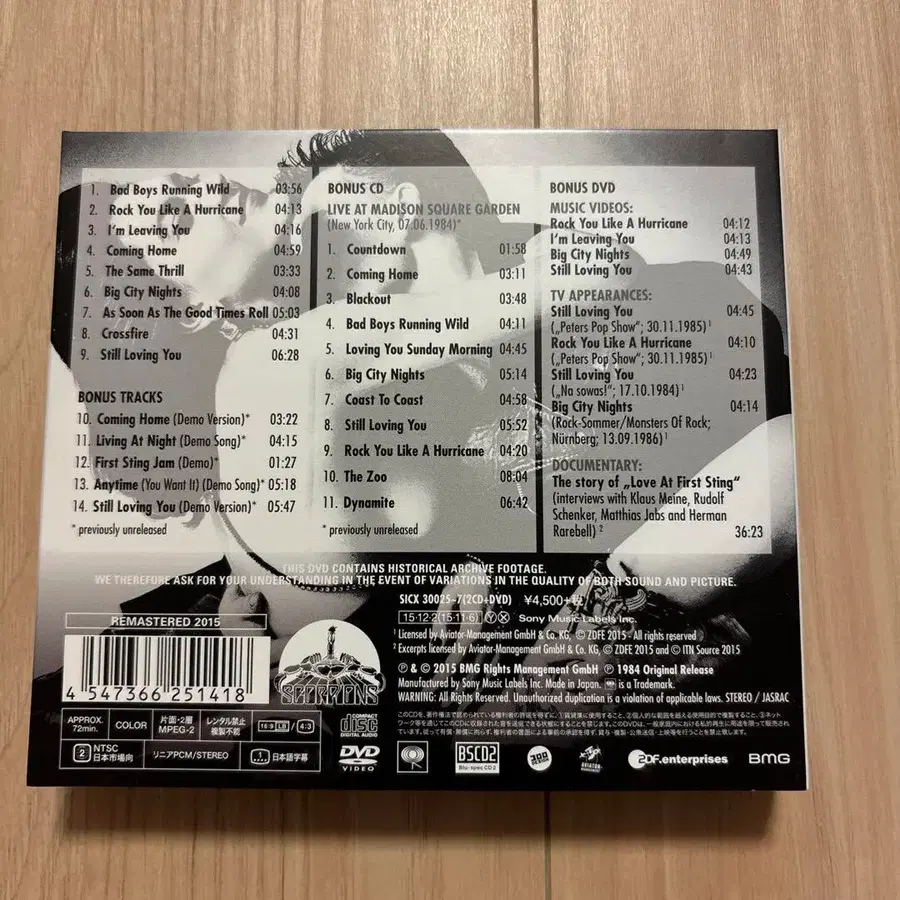 1. Bad Boys Running Wild 03:56
2. Rock You Like A Hurricane 04:13
3. I'm Leaving You 04:16
4. Coming Home 04:59
5. The Same Thrill 03:33
6. Big City Nights 04:08
7. As Soon As The Good Times Roll 05:03
8. Crossfire 04:31
9. Still Loving You 06:28
BONUS TRACKS
10. Coming Home (Demo Version)* 03:22
11. Living At Night (Demo Song)* 04:15
12. First Sting Jam (Demo)* 01:27
13. Anytime (You Want It) (Demo Song)* 05:18
14. Still Loving You (Demo Version)* 05:47
* previously unreleased
BONUS CD
LIVE AT MADISON SQUARE GARDEN
(New York City, 07.06.1984)*
1. Countdown 01:58
2. Coming Home 03:11
3. Blackout 03:48
4. Bad Boys Running Wild 04:11
5. Loving You Sunday Morning 04:45
6. Big City Nights 05:14
7. Coast To Coast 04:58
8. Still Loving You 05:52
9. Rock You Like A Hurricane 04:20
10. The Zoo 08:04
11. Dynamite 06:42
* previously unreleased
BONUS DVD
MUSIC VIDEOS:
Rock You Like A Hurricane 04:12
I'm Leaving You 04:13
Big City Nights 04:49
Still Loving You 04:43
TV APPEARANCES:
Still Loving You 04:45
(„Peters Pop Show"; 30.11.1985) 1
Rock You Like A Hurricane 04:10
(„Peters Pop Show"; 30.11.1985) 1
Still Loving You 04:23
(„Na sowas!"; 17.10.1984) 1
Big City Nights 04:14
(Rock-Sommer/Monsters Of Rock;
Nürnberg; 13.09.1986) 1
DOCUMENTARY:
The story of „Love At First Sting"
(interviews with Klaus Meine, Rudolf
Schenker, Matthias Jabs and Herman
Rarebell) 2 36:23
THIS DVD CONTAINS HISTORICAL ARCHIVE FOOTAGE.
WE THEREFORE ASK FOR YOUR UNDERSTANDING IN THE EVENT OF VARIATIONS IN THE QUALITY OF BOTH SOUND AND PICTURE.
SICX 30025~7(2CD+DVD) ¥4,500+税
15·12·2 (15·11·6) Ⓨ Ⓧ Sony Music Labels Inc.
1 Licensed by Aviator-Management GmbH & Co. KG, © ZDFE 2015 - All rights reserved
2 Excerpts licensed by Aviator-Management GmbH & Co. KG, © ZDFE 2015 and © ITN Source 2015
℗ & © 2015 BMG Rights Management GmbH ℗ 1984 Original Release
Manufactured by Sony Music Labels Inc. Made in Japan. is a Trademark.
WARNING: All Rights Reserved. Unauthorized duplication is a violation of applicable laws. STEREO / JASRAC
REMASTERED 2015
4 547366 251418
SCORPIONS
APPROX. 72min.
COLOR
片面・2層 MPEG-2
レンタル禁止 複製不能
16:9 LB
4:3
2 NTSC 日本市場向
リニアPCM/STEREO
1 日本語字幕
COMPACT disc DIGITAL AUDIO
DVD VIDEO
BSCD2
Blu-spec CD 2
AVIATOR MANAGEMENT
ZDF.enterprises
BMG